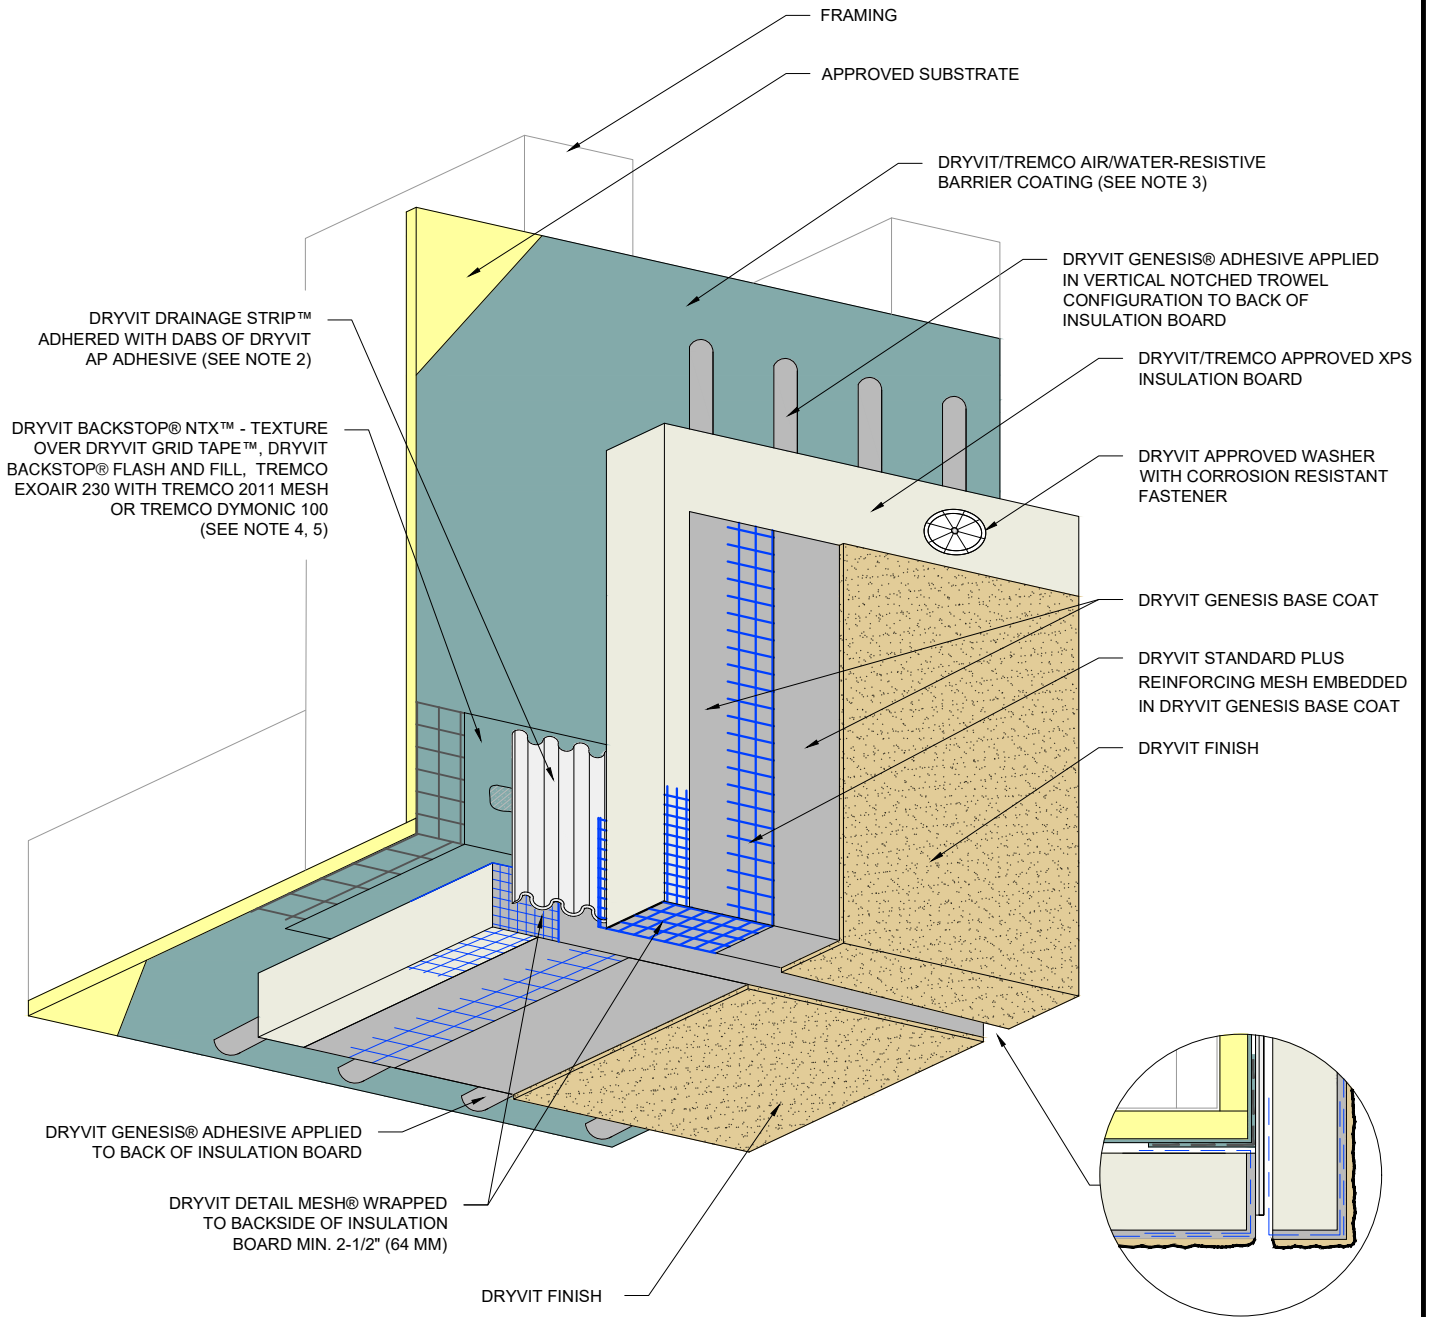 FRAMING
APPROVED SUBSTRATE
DRYVIT/TREMCO AIR/WATER-RESISTIVE
BARRIER COATING (SEE NOTE 3)
DRYVIT GENESIS® ADHESIVE APPLIED
IN VERTICAL NOTCHED TROWEL
CONFIGURATION TO BACK OF
INSULATION BOARD
DRYVIT DRAINAGE STRIP™
ADHERED WITH DABS OF DRYVIT
AP ADHESIVE (SEE NOTE 2)
DRYVIT/TREMCO APPROVED XPS
INSULATION BOARD
DRYVIT BACKSTOP® NTX™ - TEXTURE
OVER DRYVIT GRID TAPE™, DRYVIT
BACKSTOP® FLASH AND FILL, TREMCO
EXOAIR 230 WITH TREMCO 2011 MESH
OR TREMCO DYMONIC 100
(SEE NOTE 4, 5)
DRYVIT APPROVED WASHER
WITH CORROSION RESISTANT
FASTENER
DRYVIT GENESIS BASE COAT
DRYVIT STANDARD PLUS
REINFORCING MESH EMBEDDED
IN DRYVIT GENESIS BASE COAT
DRYVIT FINISH
DRYVIT GENESIS® ADHESIVE APPLIED
TO BACK OF INSULATION BOARD
DRYVIT DETAIL MESH® WRAPPED
TO BACKSIDE OF INSULATION
BOARD MIN. 2-1/2" (64 MM)
DRYVIT FINISH